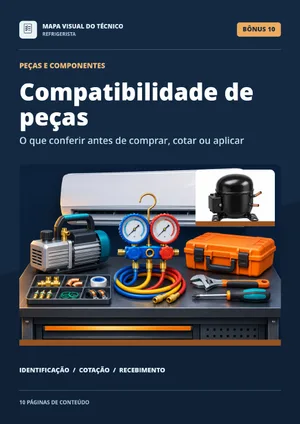 MAPA VISUAL DO TÉCNICO
REFRIGERISTA
BÔNUS 10
PEÇAS E COMPONENTES
Compatibilidade de
peças
O que conferir antes de comprar, cotar ou aplicar
IDENTIFICAÇÃO / COTAÇÃO / RECEBIMENTO
10 PÁGINAS DE CONTEÚDO